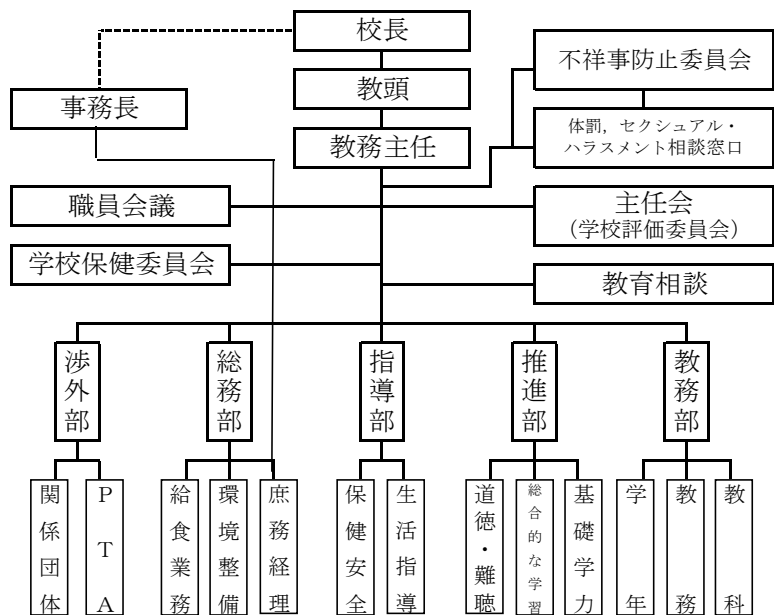 校長
教頭
教務主任
事務長
不祥事防止委員会
体罰，セクシュアル・
ハラスメント相談窓口
職員会議
主任会
（学校評価委員会）
学校保健委員会
教育相談
渉外部
総務部
指導部
推進部
教務部
関係団体
PTA
給食業務
環境整備
庶務経理
保健安全
生活指導
道徳・難聴
総合的な学習
基礎学力
学年
教務
教科